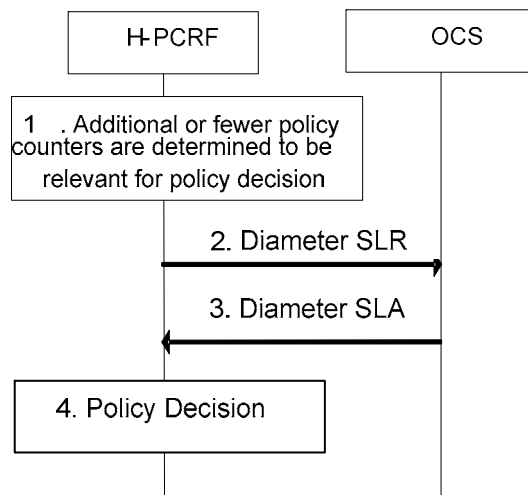 H-PCRF
OCS
1 . Additional or fewer policy
counters are determined to be
relevant for policy decision
2. Diameter SLR
3. Diameter SLA
4. Policy Decision